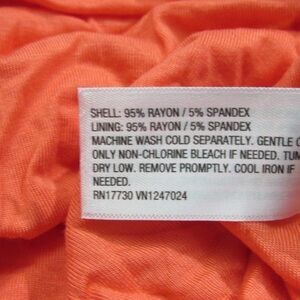 SHELL: 95% RAYON / 5% SPANDEX
LINING: 95% RAYON / 5% SPANDEX
MACHINE WASH COLD SEPARATELY. GENTLE C
ONLY NON-CHLORINE BLEACH IF NEEDED. TUM
DRY LOW. REMOVE PROMPTLY. COOL IRON IF
NEEDED.
RN17730 VN1247024